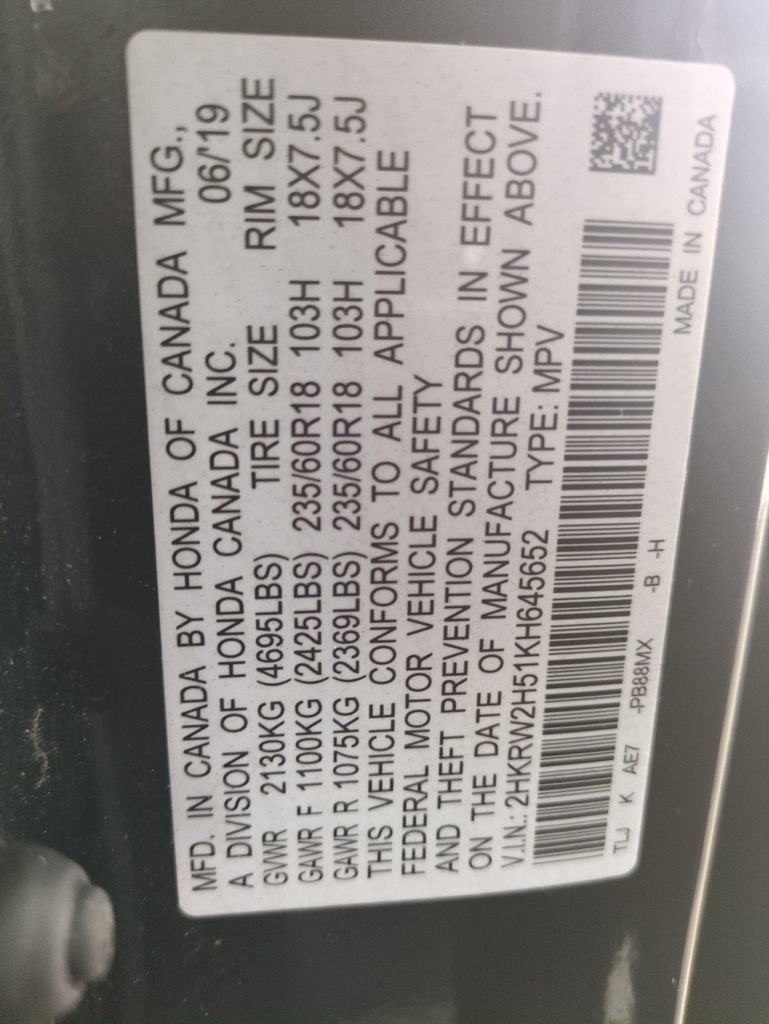 MFD. IN CANADA BY HONDA OF CANADA MFG.,
A DIVISION OF HONDA CANADA INC. 06/'19
GVWR 2130KG (4695LBS) TIRE SIZE RIM SIZE
GAWR F 1100KG (2425LBS) 235/60R18 103H 18X7.5J
GAWR R 1075KG (2369LBS) 235/60R18 103H 18X7.5J
THIS VEHICLE CONFORMS TO ALL APPLICABLE
FEDERAL MOTOR VEHICLE SAFETY
AND THEFT PREVENTION STANDARDS IN EFFECT
ON THE DATE OF MANUFACTURE SHOWN ABOVE.
V.I.N.: 2HKRW2H51KH645652 TYPE: MPV
TLJ K AE7 -PB88MX -B -H
MADE IN CANADA